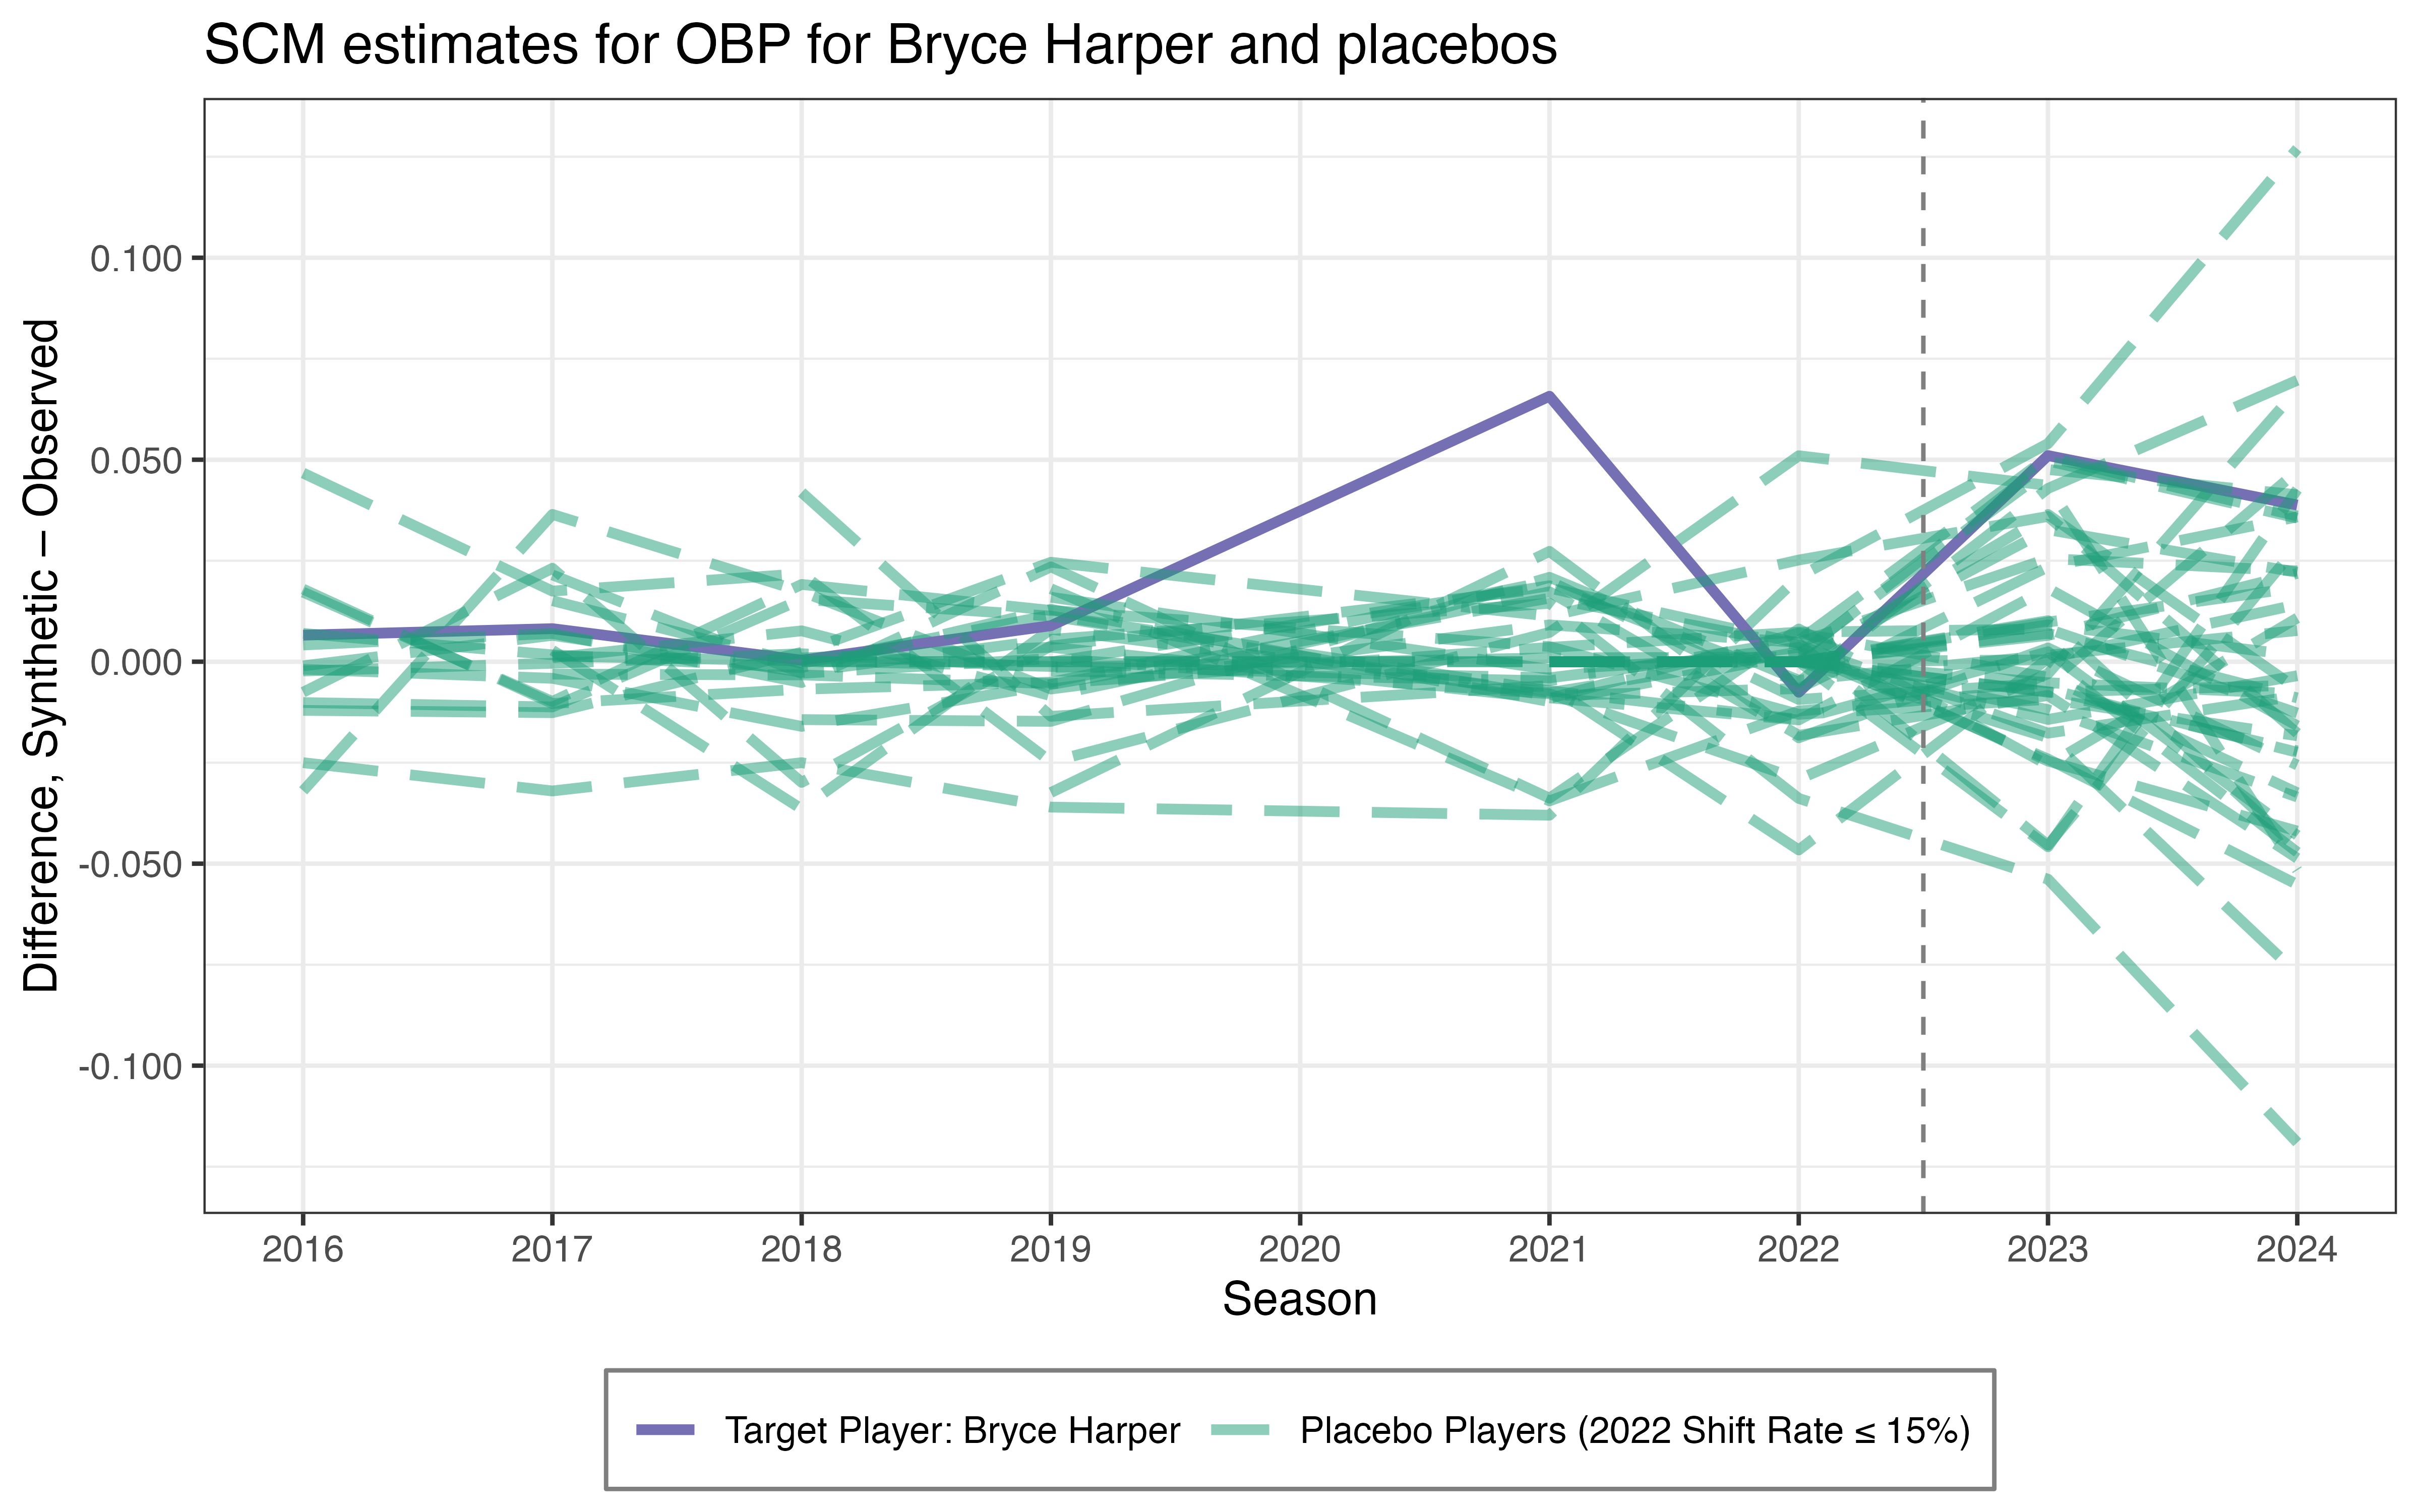 SCM estimates for OBP for Bryce Harper and placebos
Difference, Synthetic – Observed
0.100
0.050
0.000
-0.050
-0.100
2016 2017 2018 2019 2020 2021 2022 2023 2024
Season
Target Player: Bryce Harper Placebo Players (2022 Shift Rate ≤ 15%)